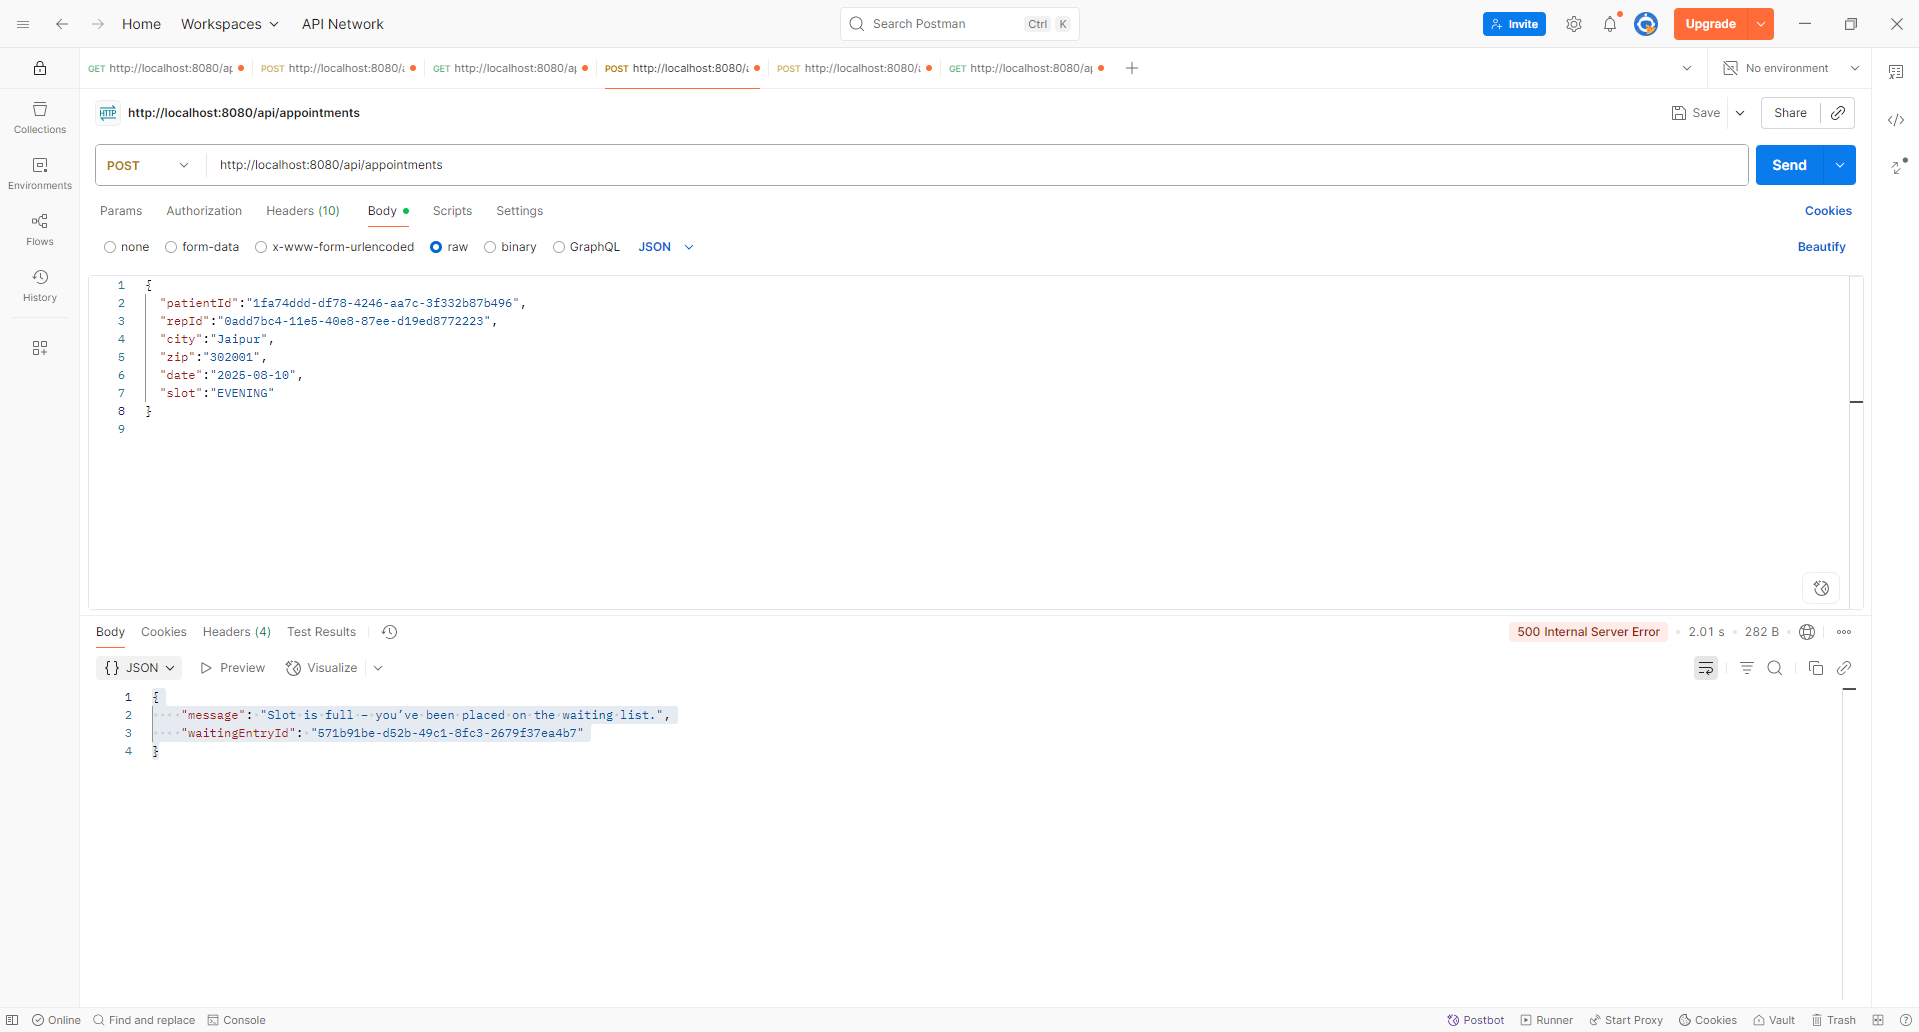 Home Workspaces API Network Search Postman Ctrl K Invite Upgrade
GET http://localhost:8080/ap POST http://localhost:8080/a GET http://localhost:8080/ap POST http://localhost:8080/a POST http://localhost:8080/a GET http://localhost:8080/ap No environment
HTTP http://localhost:8080/api/appointments Save Share
Collections
POST http://localhost:8080/api/appointments Send
Environments
Params Authorization Headers (10) Body Scripts Settings Cookies
Flows
none form-data x-www-form-urlencoded raw binary GraphQL JSON Beautify
History
1 {
2 "patientId":"1fa74ddd-df78-4246-aa7c-3f332b87b496",
3 "repId":"0add7bc4-11e5-40e8-87ee-d19ed8772223",
4 "city":"Jaipur",
5 "zip":"302001",
6 "date":"2025-08-10",
7 "slot":"EVENING"
8 }
9
Body Cookies Headers (4) Test Results 500 Internal Server Error 2.01 s 282 B
{} JSON Preview Visualize
1 {
2 "message": "Slot is full – you’ve been placed on the waiting list.",
3 "waitingEntryId": "571b91be-d52b-49c1-8fc3-2679f37ea4b7"
4 }
Online Find and replace Console Postbot Runner Start Proxy Cookies Vault Trash